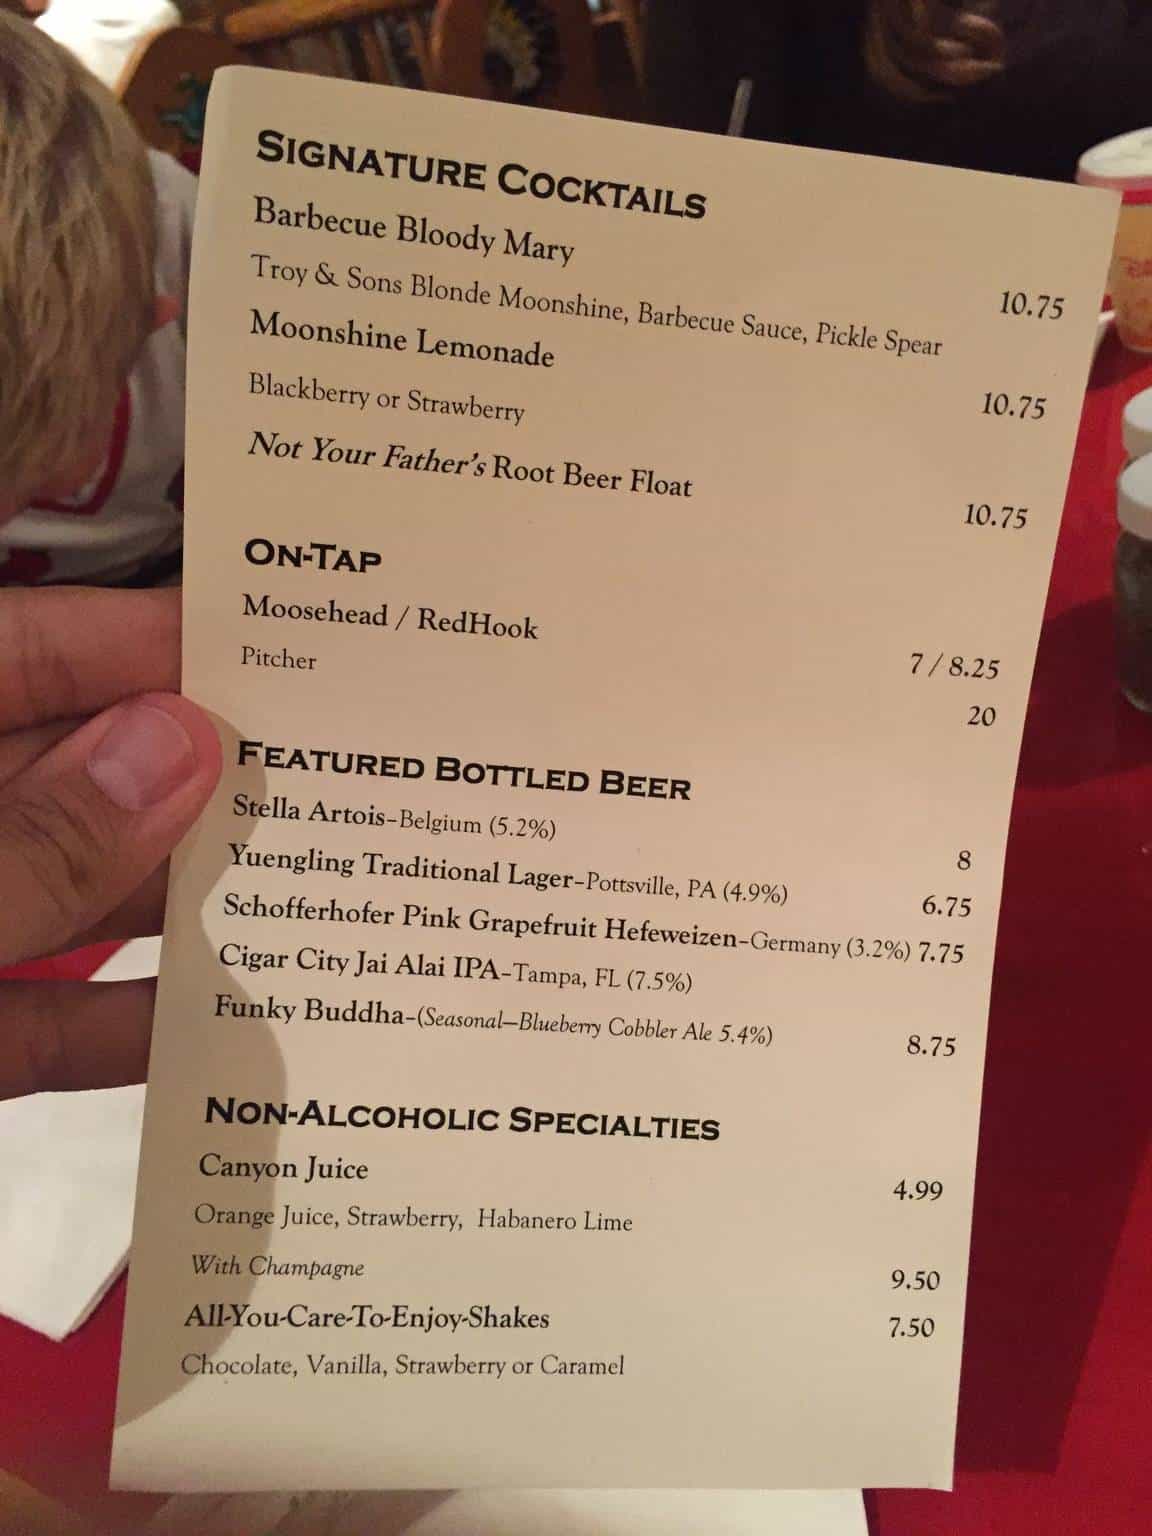 SIGNATURE COCKTAILS
Barbecue Bloody Mary 10.75
Troy & Sons Blonde Moonshine, Barbecue Sauce, Pickle Spear
Moonshine Lemonade 10.75
Blackberry or Strawberry
Not Your Father's Root Beer Float 10.75
ON-TAP
Moosehead / RedHook 7 / 8.25
Pitcher 20
FEATURED BOTTLED BEER
Stella Artois-Belgium (5.2%) 8
Yuengling Traditional Lager-Pottsville, PA (4.9%) 6.75
Schofferhofer Pink Grapefruit Hefeweizen-Germany (3.2%) 7.75
Cigar City Jai Alai IPA-Tampa, FL (7.5%)
Funky Buddha-(Seasonal—Blueberry Cobbler Ale 5.4%) 8.75
NON-ALCOHOLIC SPECIALTIES
Canyon Juice 4.99
Orange Juice, Strawberry, Habanero Lime
With Champagne 9.50
All-You-Care-To-Enjoy-Shakes 7.50
Chocolate, Vanilla, Strawberry or Caramel